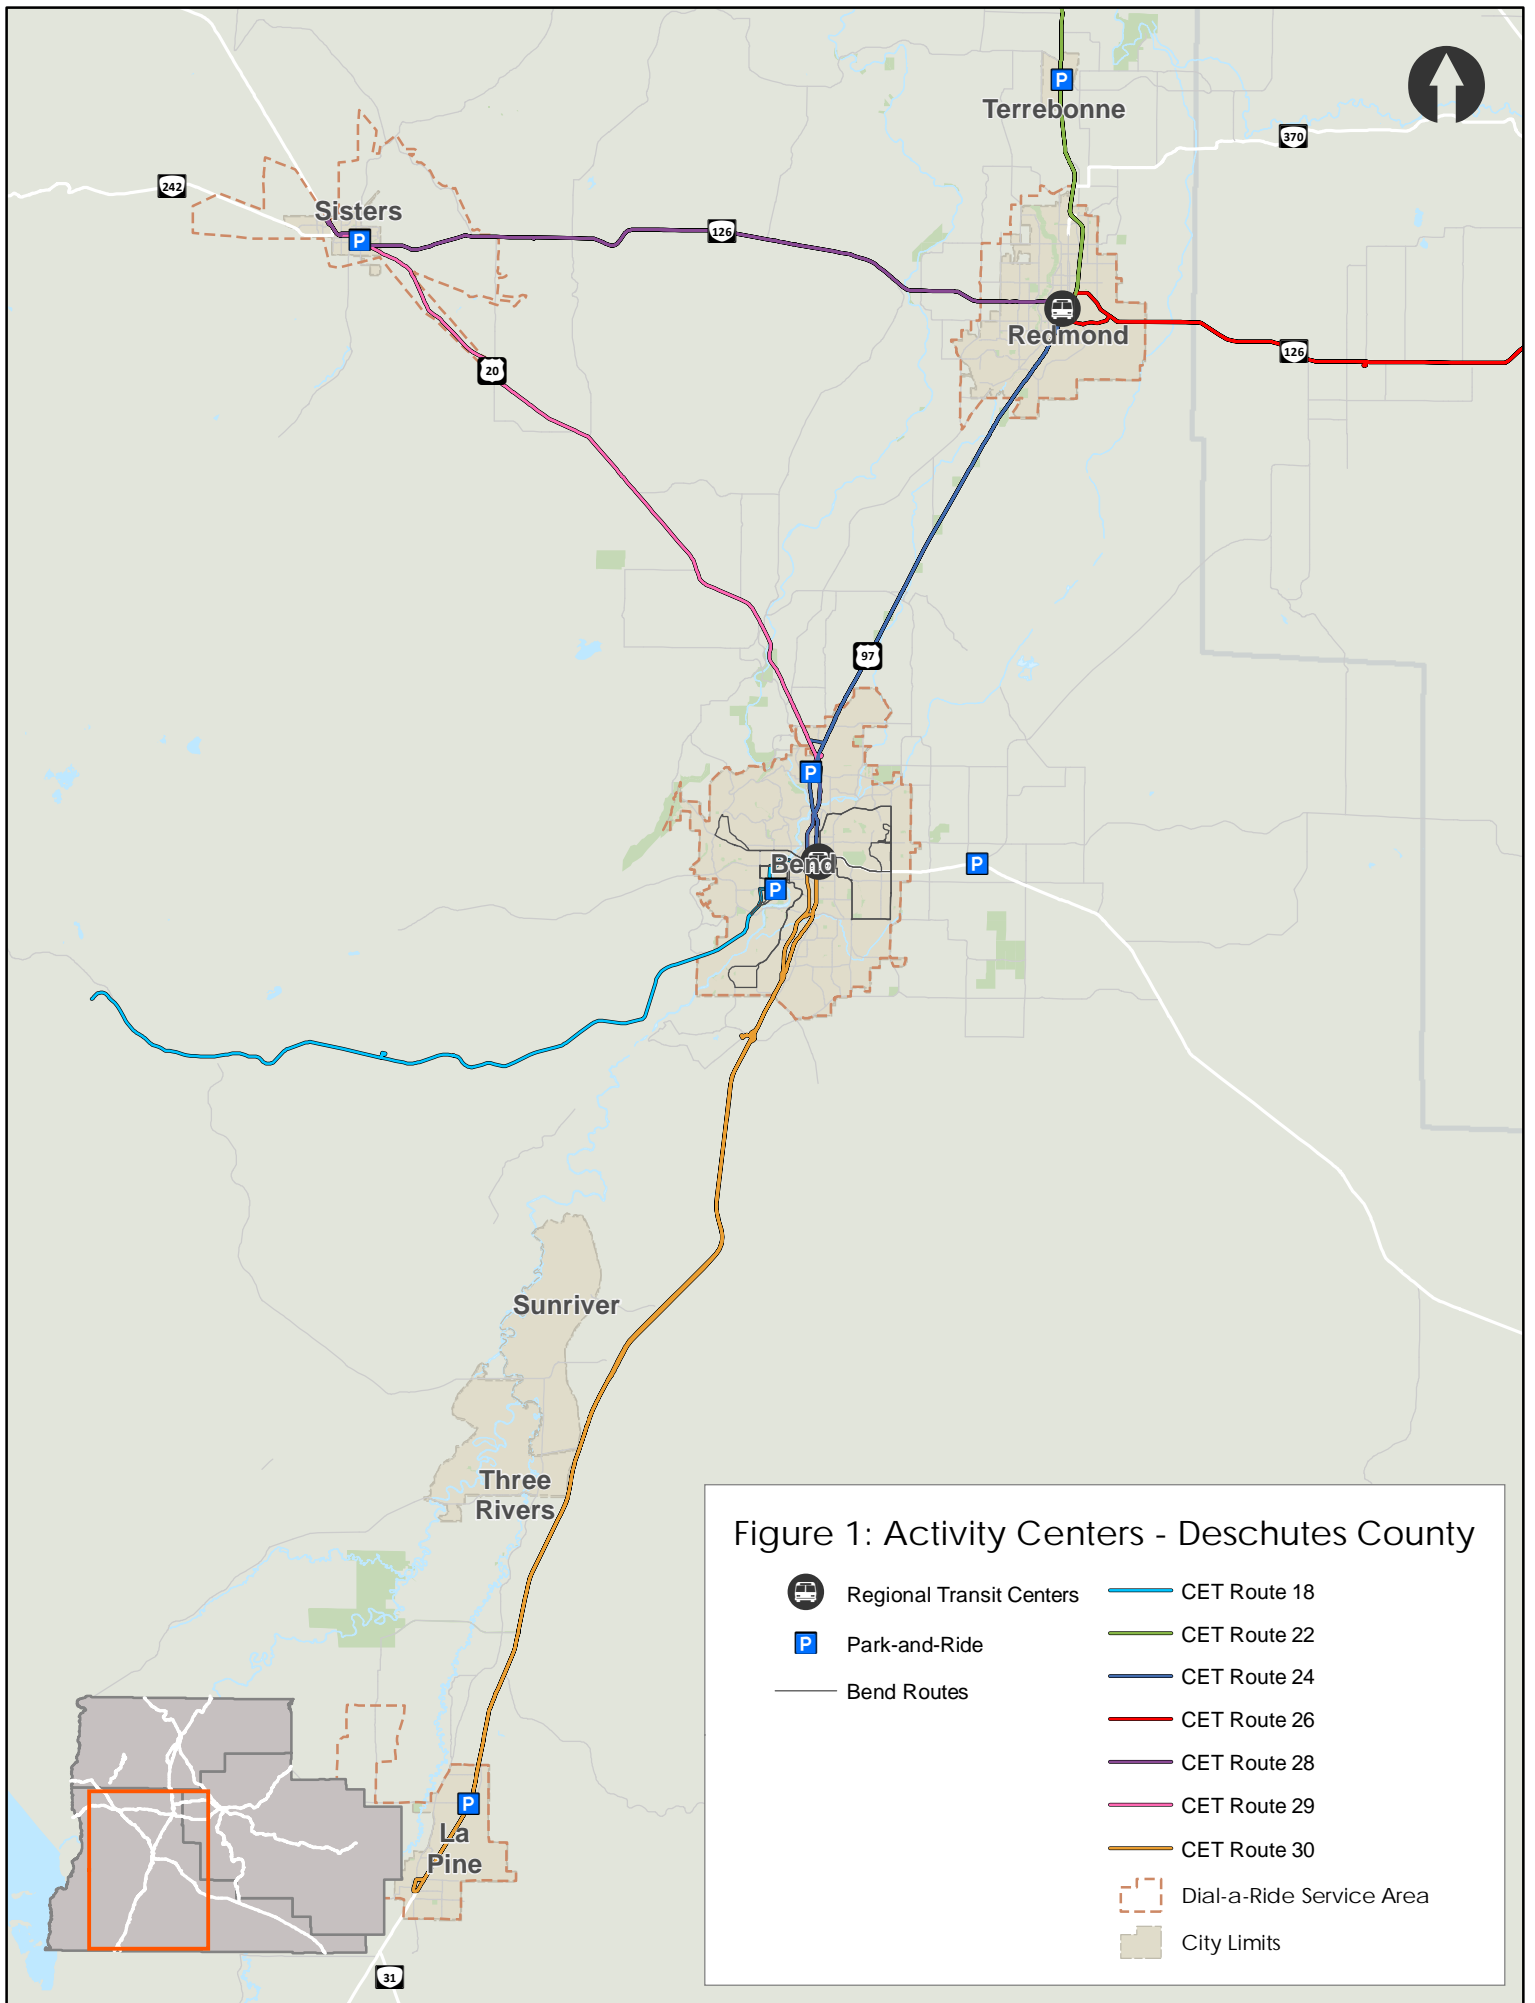 P
Terrebonne
370
242
Sisters
P
126
Redmond
126
20
97
P
Bend
P
P
Sunriver
Three
Rivers
P
La
Pine
31
Figure 1: Activity Centers - Deschutes County
Regional Transit Centers
P Park-and-Ride
Bend Routes
CET Route 18
CET Route 22
CET Route 24
CET Route 26
CET Route 28
CET Route 29
CET Route 30
Dial-a-Ride Service Area
City Limits